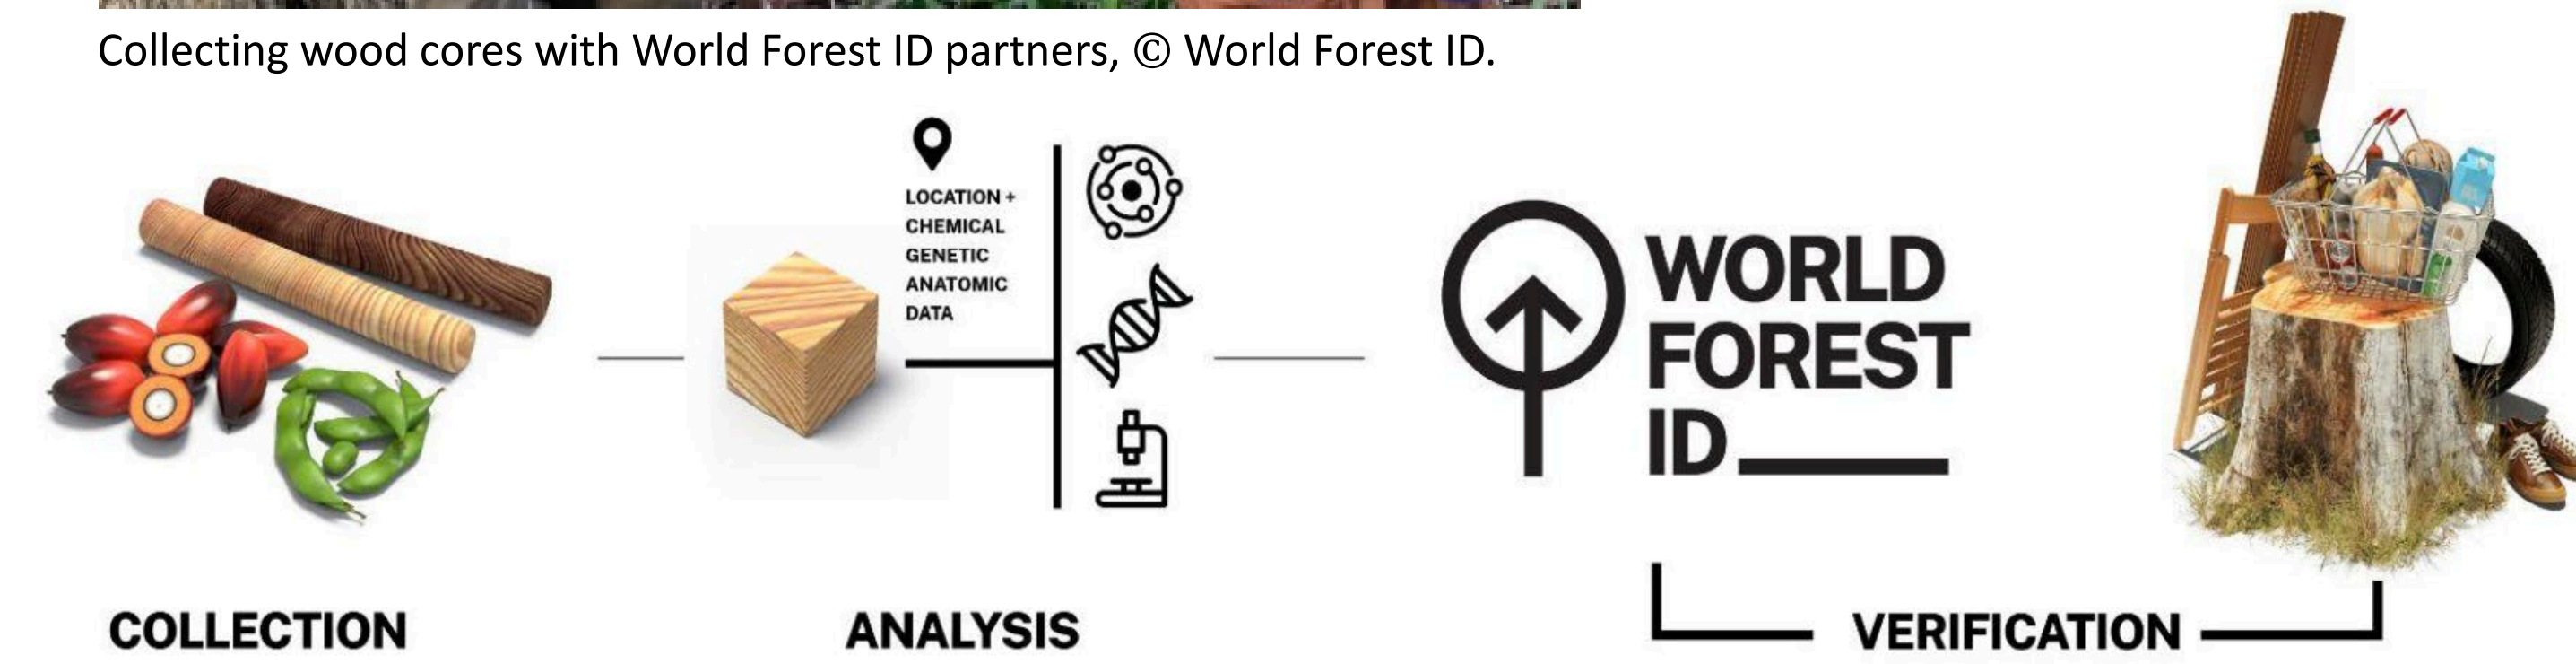 Collecting wood cores with World Forest ID partners, © World Forest ID.
LOCATION +
CHEMICAL
GENETIC
ANATOMIC
DATA
WORLD
FOREST
ID
COLLECTION
ANALYSIS
VERIFICATION